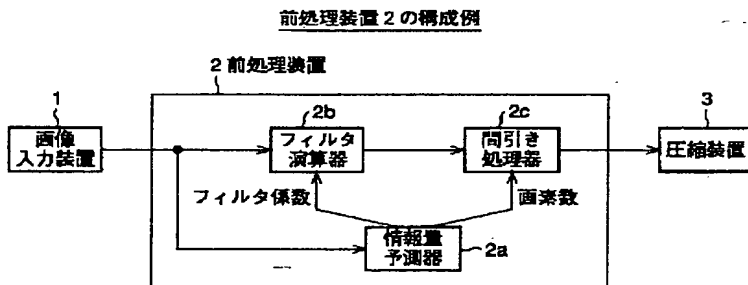 前処理装置2の構成例
2 前処理装置
1
画像
入力装置
2b
フィルタ
演算器
2c
間引き
処理器
3
圧縮装置
フィルタ係数
画素数
情報量
予測器
2a